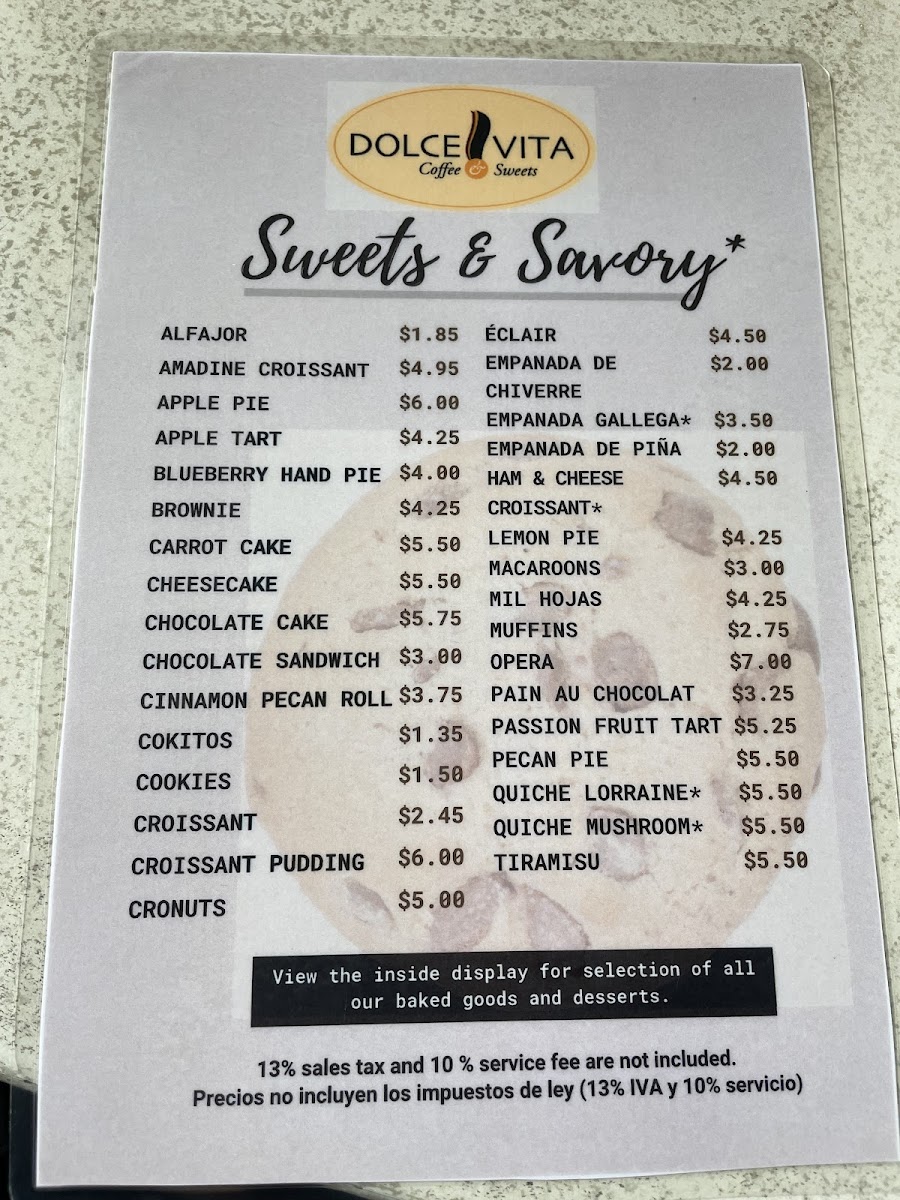 DOLCE VITA
Coffee & Sweets
Sweets & Savory*
ALFAJOR $1.85
AMADINE CROISSANT $4.95
APPLE PIE $6.00
APPLE TART $4.25
BLUEBERRY HAND PIE $4.00
BROWNIE $4.25
CARROT CAKE $5.50
CHEESECAKE $5.50
CHOCOLATE CAKE $5.75
CHOCOLATE SANDWICH $3.00
CINNAMON PECAN ROLL $3.75
COKITOS $1.35
COOKIES $1.50
CROISSANT $2.45
CROISSANT PUDDING $6.00
CRONUTS $5.00
ÉCLAIR $4.50
EMPANADA DE $2.00
CHIVERRE
EMPANADA GALLEGA* $3.50
EMPANADA DE PIÑA $2.00
HAM & CHEESE $4.50
CROISSANT*
LEMON PIE $4.25
MACAROONS $3.00
MIL HOJAS $4.25
MUFFINS $2.75
OPERA $7.00
PAIN AU CHOCOLAT $3.25
PASSION FRUIT TART $5.25
PECAN PIE $5.50
QUICHE LORRAINE* $5.50
QUICHE MUSHROOM* $5.50
TIRAMISU $5.50
View the inside display for selection of all
our baked goods and desserts.
13% sales tax and 10 % service fee are not included.
Precios no incluyen los impuestos de ley (13% IVA y 10% servicio)